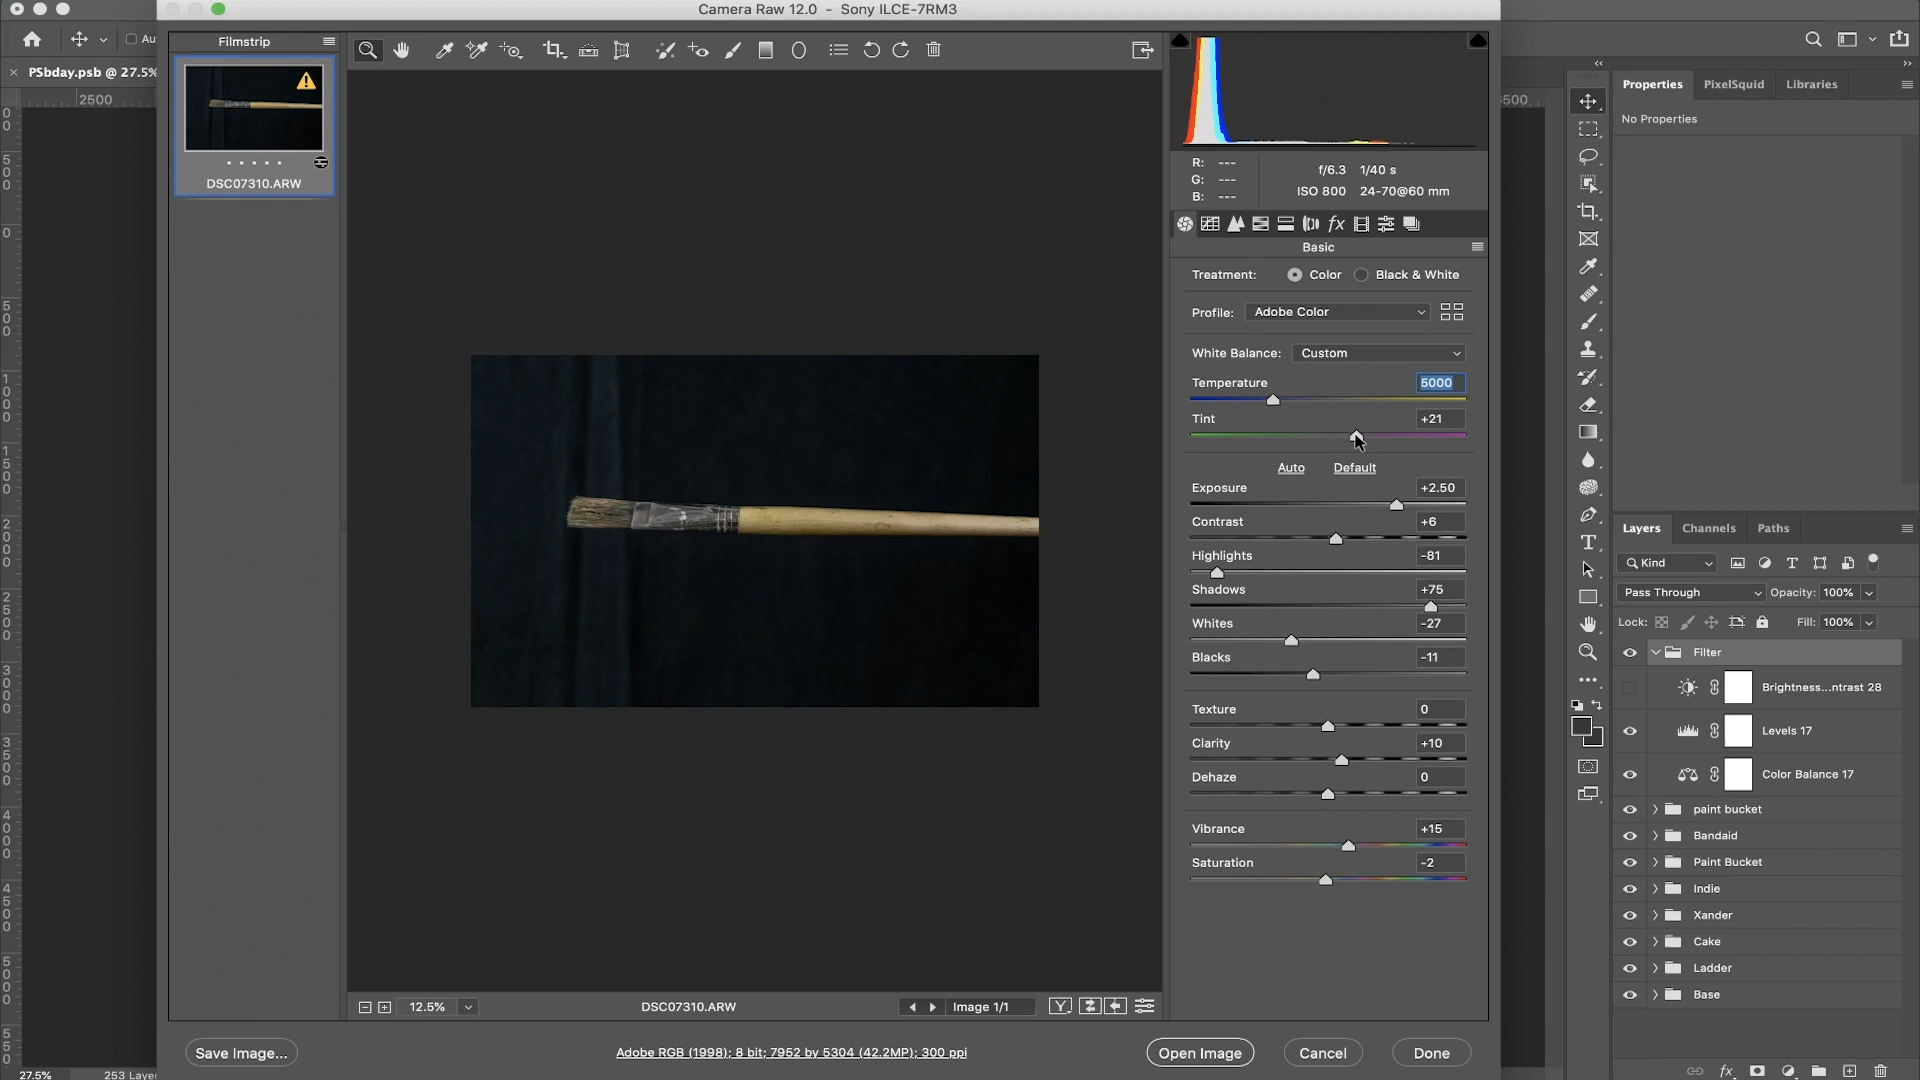 Camera Raw 12.0 - Sony ILCE-7RM3
Filmstrip
Au
PSbday.psb @ 27.5%
2500
500
DSC07310.ARW
R: ---
G: ---
B: ---
f/6.3 1/40 s
ISO 800 24-70@60 mm
Basic
Treatment: Color Black & White
Profile: Adobe Color
White Balance: Custom
Temperature 5000
Tint +21
Auto Default
Exposure +2.50
Contrast +6
Highlights -81
Shadows +75
Whites -27
Blacks -11
Texture 0
Clarity +10
Dehaze 0
Vibrance +15
Saturation -2
12.5%
DSC07310.ARW
Image 1/1
Save Image...
Adobe RGB (1998); 8 bit; 7952 by 5304 (42.2MP); 300 ppi
Open Image
Cancel
Done
27.5%
253 Laye
Properties PixelSquid Libraries
No Properties
Layers Channels Paths
Kind
Pass Through Opacity: 100%
Lock: Fill: 100%
Filter
Brightness...ntrast 28
Levels 17
Color Balance 17
paint bucket
Bandaid
Paint Bucket
Indie
Xander
Cake
Ladder
Base